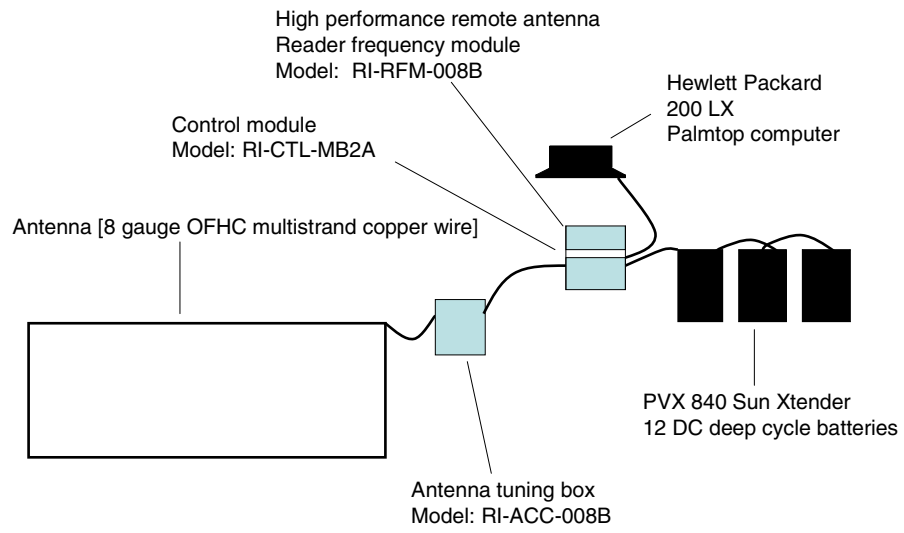 High performance remote antenna
Reader frequency module
Model: RI-RFM-008B
Hewlett Packard
200 LX
Palmtop computer
Control module
Model: RI-CTL-MB2A
Antenna [8 gauge OFHC multistrand copper wire]
PVX 840 Sun Xtender
12 DC deep cycle batteries
Antenna tuning box
Model: RI-ACC-008B